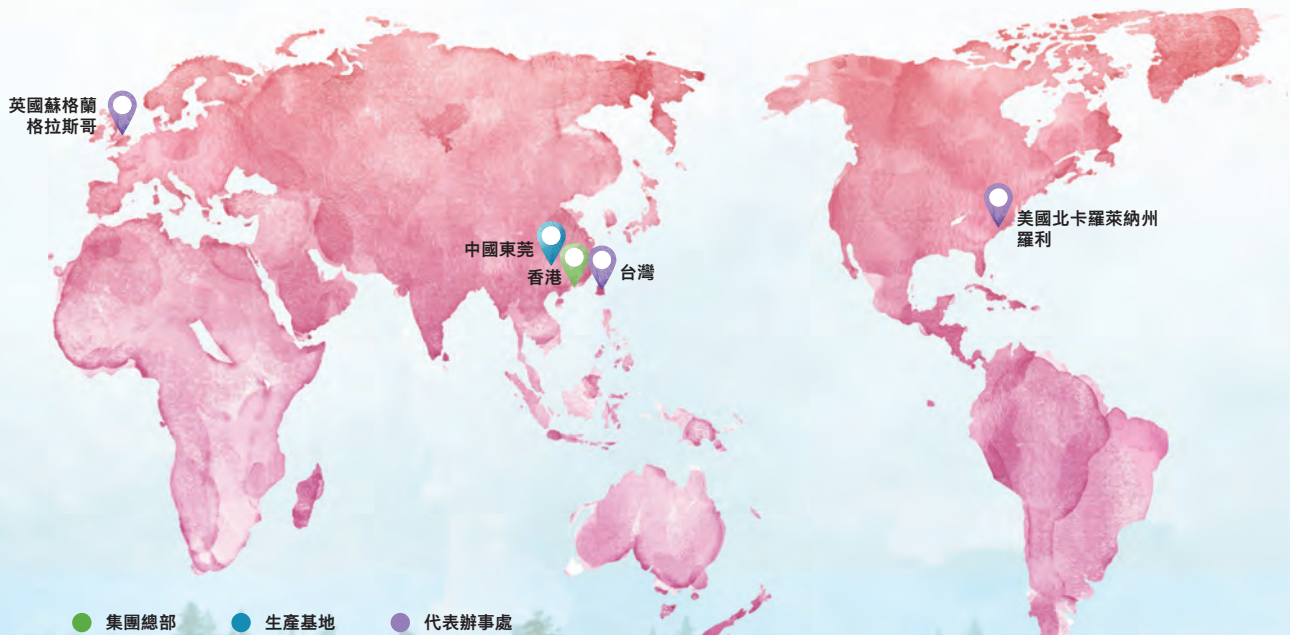 英國蘇格蘭
格拉斯哥
美國北卡羅萊納州
羅利
中國東莞
香港
台灣
集團總部
生產基地
代表辦事處